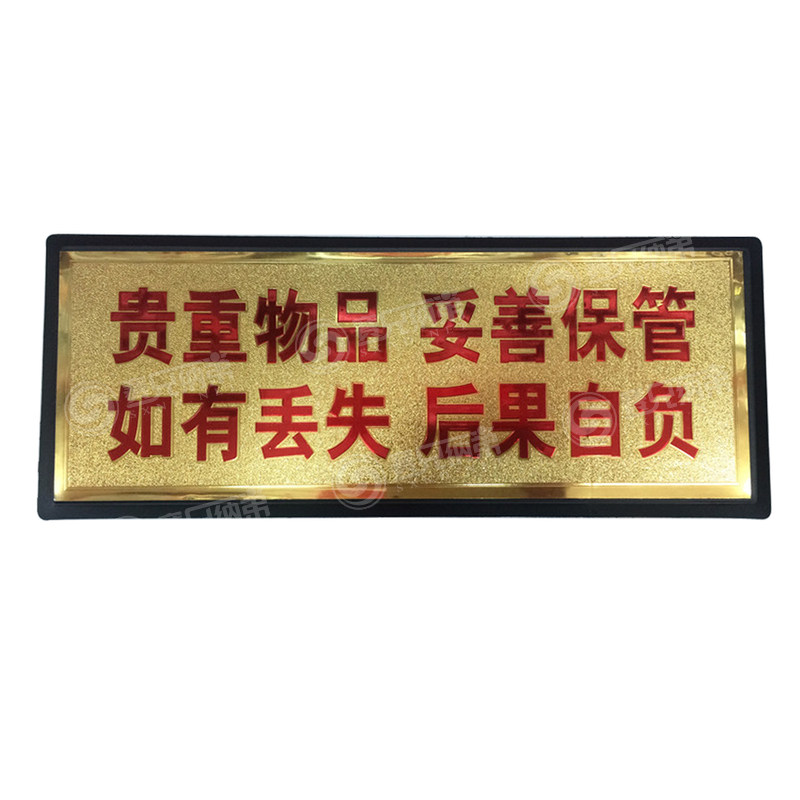 贵重物品 妥善保管
如有丢失 后果自负